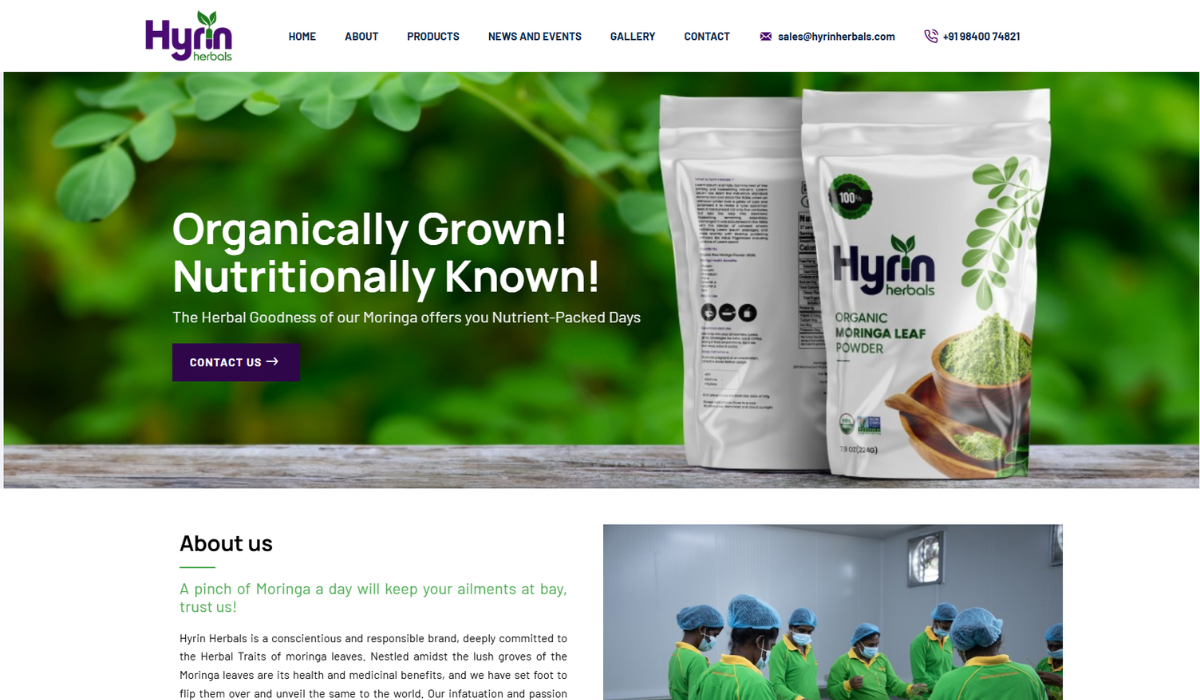 Hyrin
herbals
HOME ABOUT PRODUCTS NEWS AND EVENTS GALLERY CONTACT sales@hyrinherbals.com +91 98400 74821
Organically Grown!
Nutritionally Known!
The Herbal Goodness of our Moringa offers you Nutrient-Packed Days
CONTACT US →
100%
Hyrin
herbals
ORGANIC
MORINGA LEAF
POWDER
About us
A pinch of Moringa a day will keep your ailments at bay,
trust us!
Hyrin Herbals is a conscientious and responsible brand, deeply committed to
the Herbal Traits of moringa leaves. Nestled amidst the lush groves of the
Moringa leaves are its health and medicinal benefits, and we have set foot to
flip them over and unveil the same to the world. Our infatuation and passion